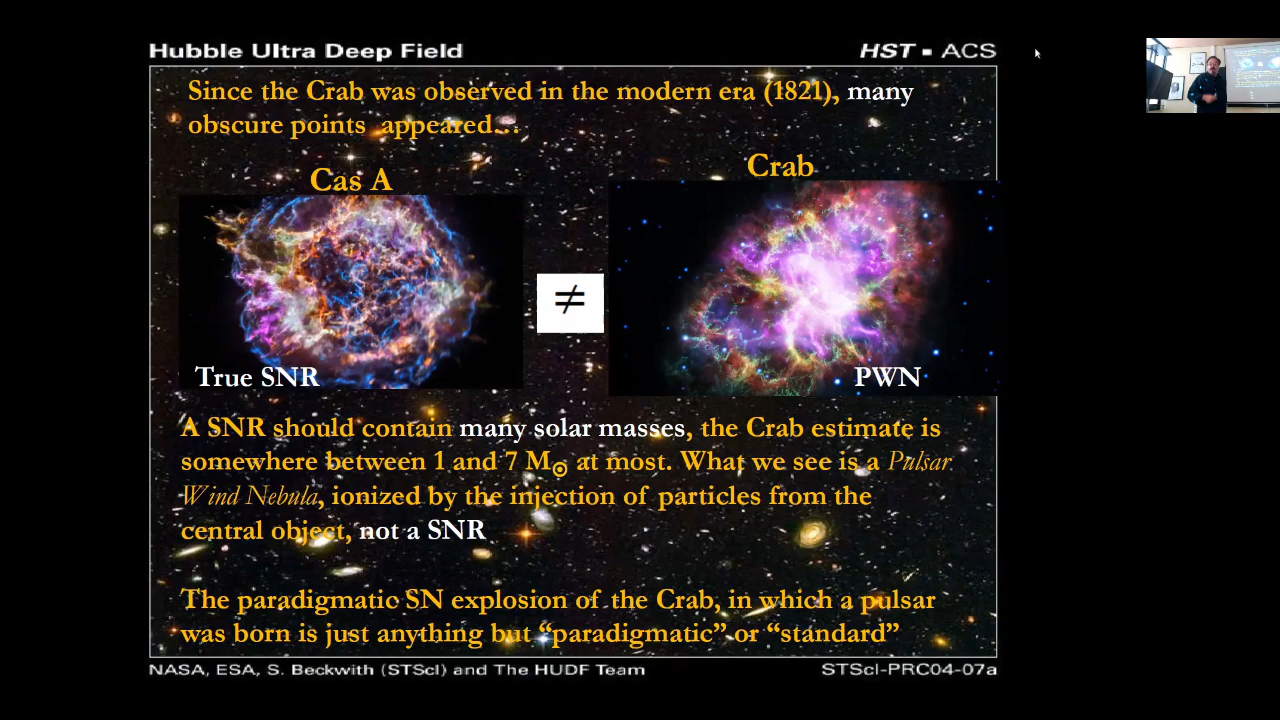 Hubble Ultra Deep Field
HST ▪ ACS
Since the Crab was observed in the modern era (1821), many
obscure points appeared…
Cas A
Crab
≠
True SNR
PWN
A SNR should contain many solar masses, the Crab estimate is
somewhere between 1 and 7 M☉ at most. What we see is a Pulsar
Wind Nebula, ionized by the injection of particles from the
central object, not a SNR
The paradigmatic SN explosion of the Crab, in which a pulsar
was born is just anything but “paradigmatic” or “standard”
NASA, ESA, S. Beckwith (STScI) and The HUDF Team
STScI-PRC04-07a